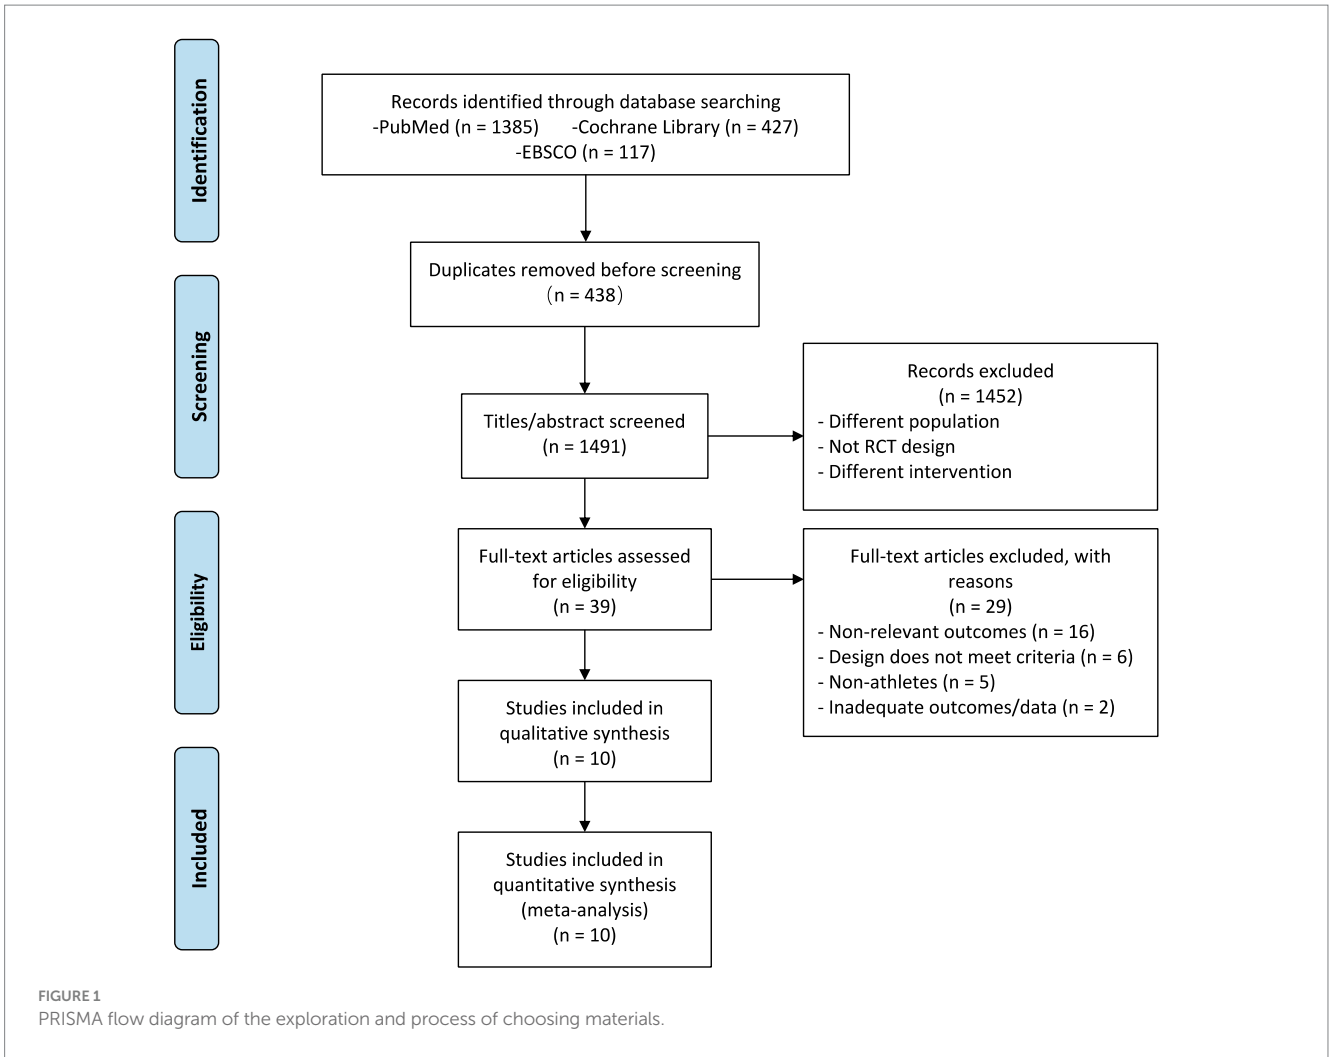 Identification
Records identified through database searching
-PubMed (n = 1385) -Cochrane Library (n = 427)
-EBSCO (n = 117)
Duplicates removed before screening
（n = 438）
Screening
Titles/abstract screened
(n = 1491)
Records excluded
(n = 1452)
- Different population
- Not RCT design
- Different intervention
Eligibility
Full-text articles assessed
for eligibility
(n = 39)
Full-text articles excluded, with
reasons
(n = 29)
- Non-relevant outcomes (n = 16)
- Design does not meet criteria (n = 6)
- Non-athletes (n = 5)
- Inadequate outcomes/data (n = 2)
Studies included in
qualitative synthesis
(n = 10)
Included
Studies included in
quantitative synthesis
(meta-analysis)
(n = 10)
FIGURE 1
PRISMA flow diagram of the exploration and process of choosing materials.